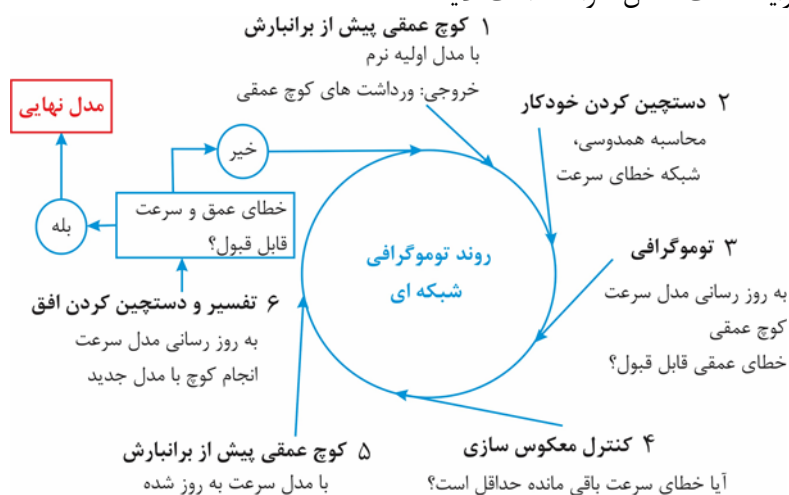 ۱ کوچ عمقی پیش از برانبارش
با مدل اولیه نرم
خروجی: ورداشت های کوچ عمقی
۲ دستچین کردن خودکار
محاسبه همدوسی،
شبکه خطای سرعت
۳ توموگرافی
به روز رسانی مدل سرعت
کوچ عمقی
خطای عمقی قابل قبول؟
۴ کنترل معکوس سازی
آیا خطای سرعت باقی مانده حداقل است؟
۵ کوچ عمقی پیش از برانبارش
با مدل سرعت به روز شده
۶ تفسیر و دستچین کردن افق
به روز رسانی مدل سرعت
انجام کوچ با مدل جدید
خطای عمق و سرعت
قابل قبول؟
خیر
بله
مدل نهایی
روند توموگرافی
شبکه ای